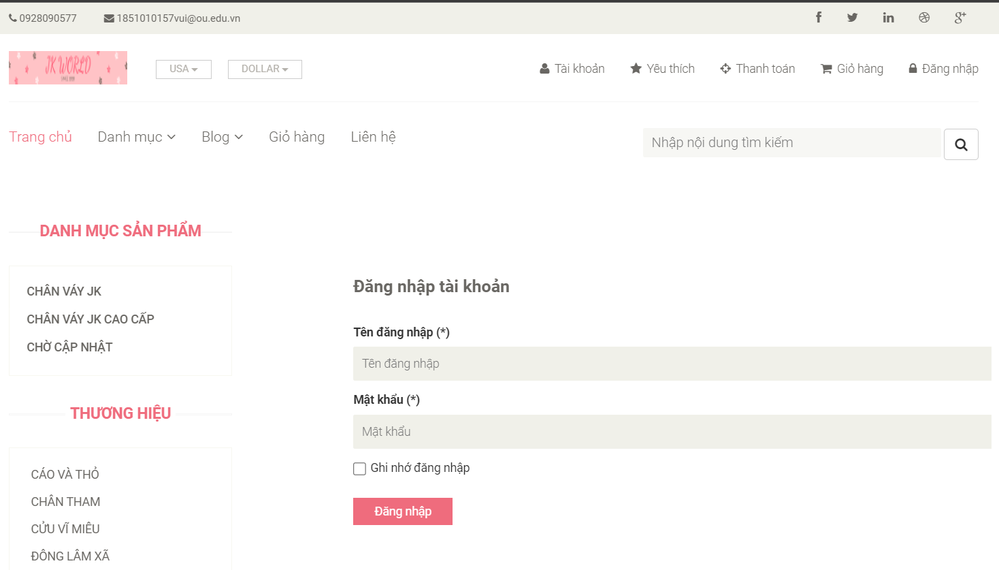 0928090577 1851010157vui@ou.edu.vn
JK WORLD
USA DOLLAR
Tài khoản Yêu thích Thanh toán Giỏ hàng Đăng nhập
Trang chủ Danh mục Blog Giỏ hàng Liên hệ
Nhập nội dung tìm kiếm
DANH MỤC SẢN PHẨM
CHÂN VÁY JK
CHÂN VÁY JK CAO CẤP
CHỜ CẬP NHẬT
THƯƠNG HIỆU
CÁO VÀ THỎ
CHÂN THAM
CỬU VĨ MIÊU
ĐÔNG LÂM XÃ
Đăng nhập tài khoản
Tên đăng nhập (*)
Tên đăng nhập
Mật khẩu (*)
Mật khẩu
Ghi nhớ đăng nhập
Đăng nhập